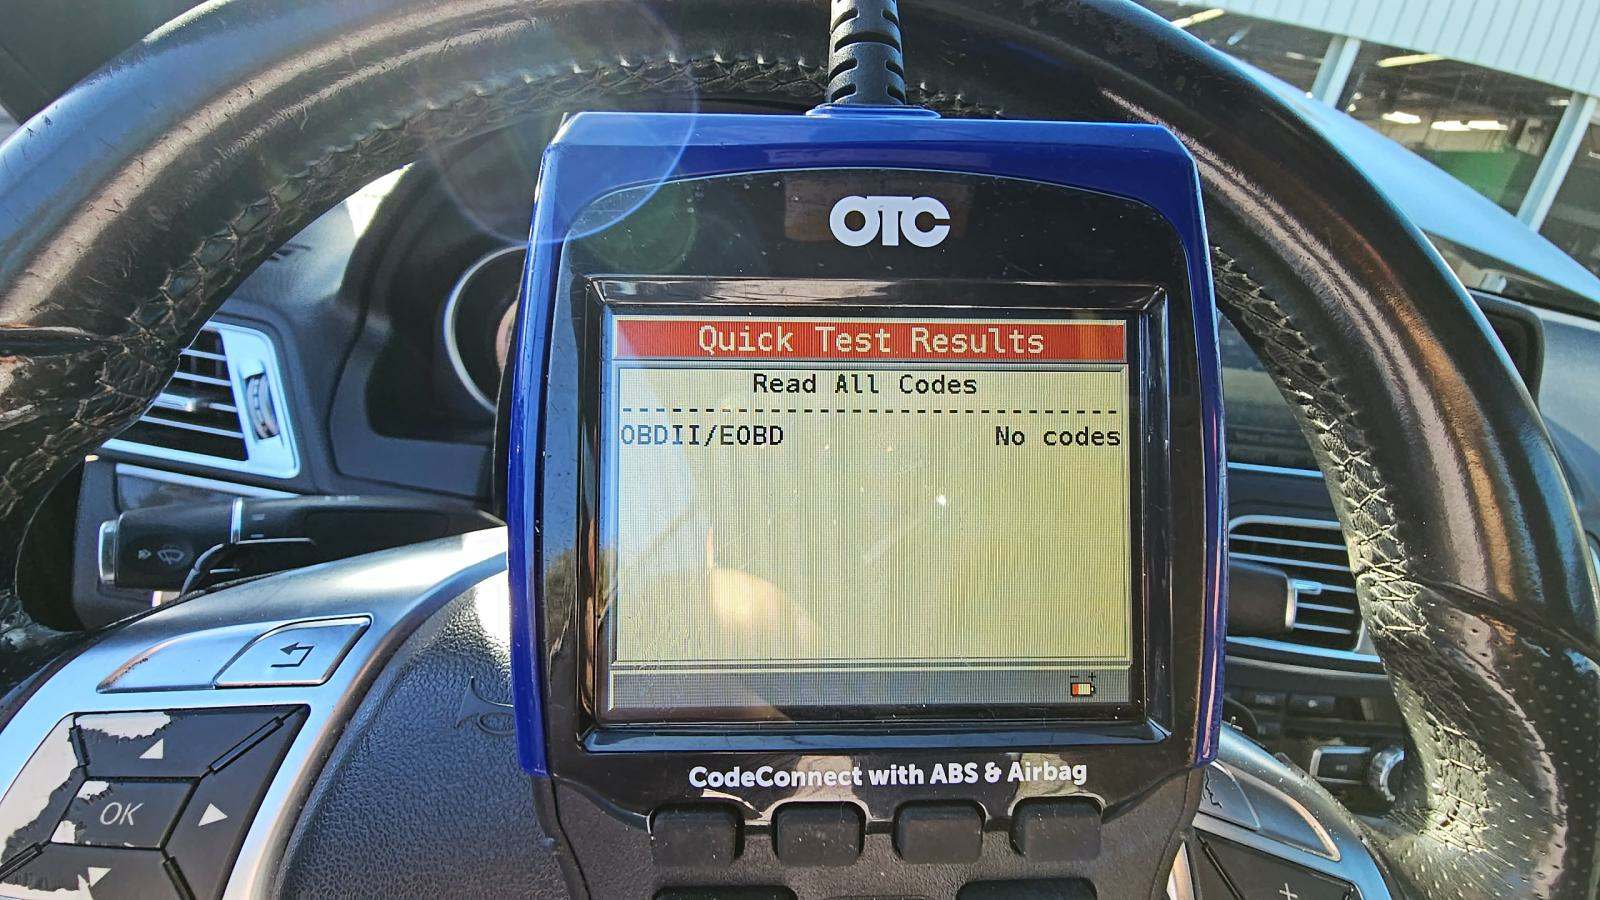 OTC
Quick Test Results
Read All Codes
--------------------------------
OBDII/EOBD No codes
- +
CodeConnect with ABS & Airbag
OK
+